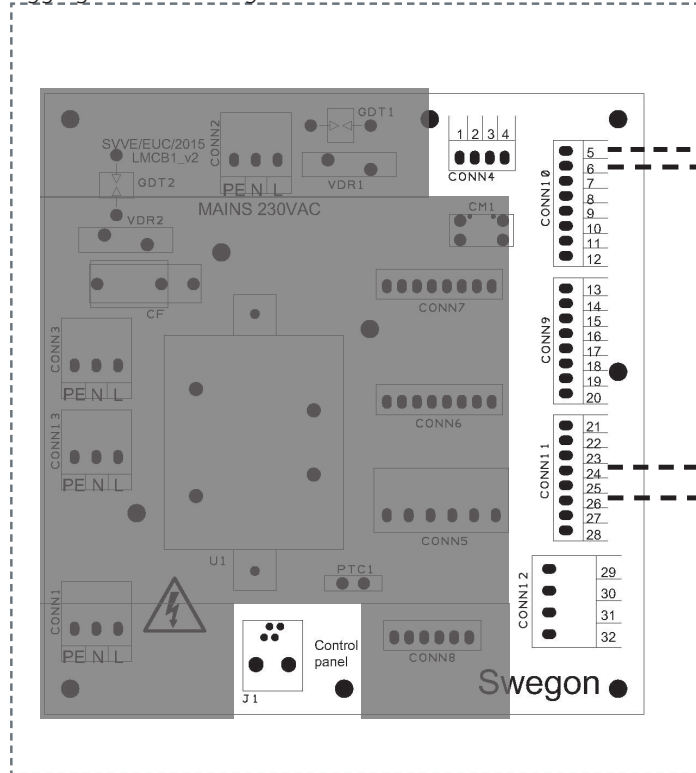 GDT1
CONN2
SVVE/EUC/2015
LMCB1_v2
1 2 3 4
CONN4
GDT2
VDR1
PE N L
MAINS 230VAC
CM1
VDR2
CF
CONN7
CONN10
5
6
7
8
9
10
11
12
CONN9
13
14
15
16
17
18
19
20
CONN3
PE N L
CONN13
PE N L
CONN6
CONN5
CONN11
21
22
23
24
25
26
27
28
U1
PTC1
CONN12
29
30
31
32
CONN1
PE N L
Control
panel
J1
CONN8
Swegon